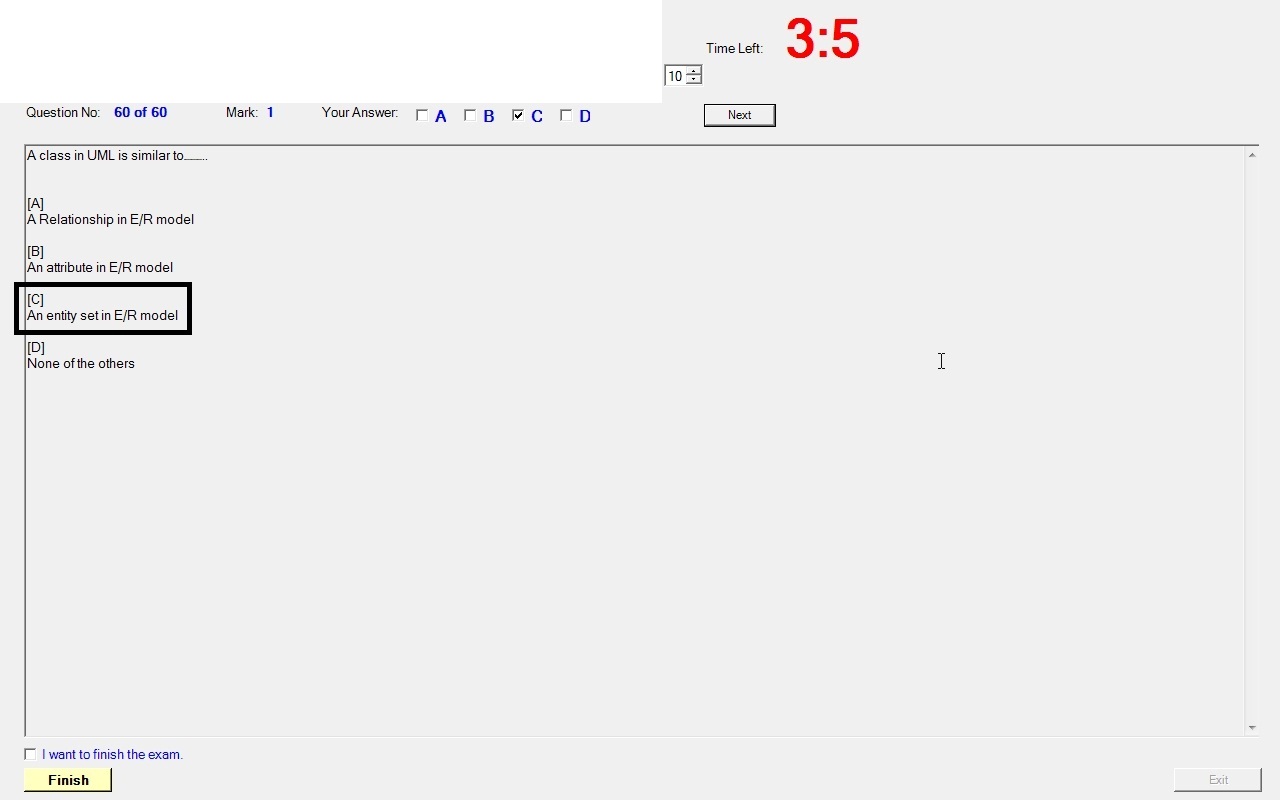 Time Left: 3:5
10
Question No: 60 of 60 Mark: 1 Your Answer: A B C D Next
A class in UML is similar to........
[A]
A Relationship in E/R model
[B]
An attribute in E/R model
[C]
An entity set in E/R model
[D]
None of the others
I want to finish the exam.
Finish Exit